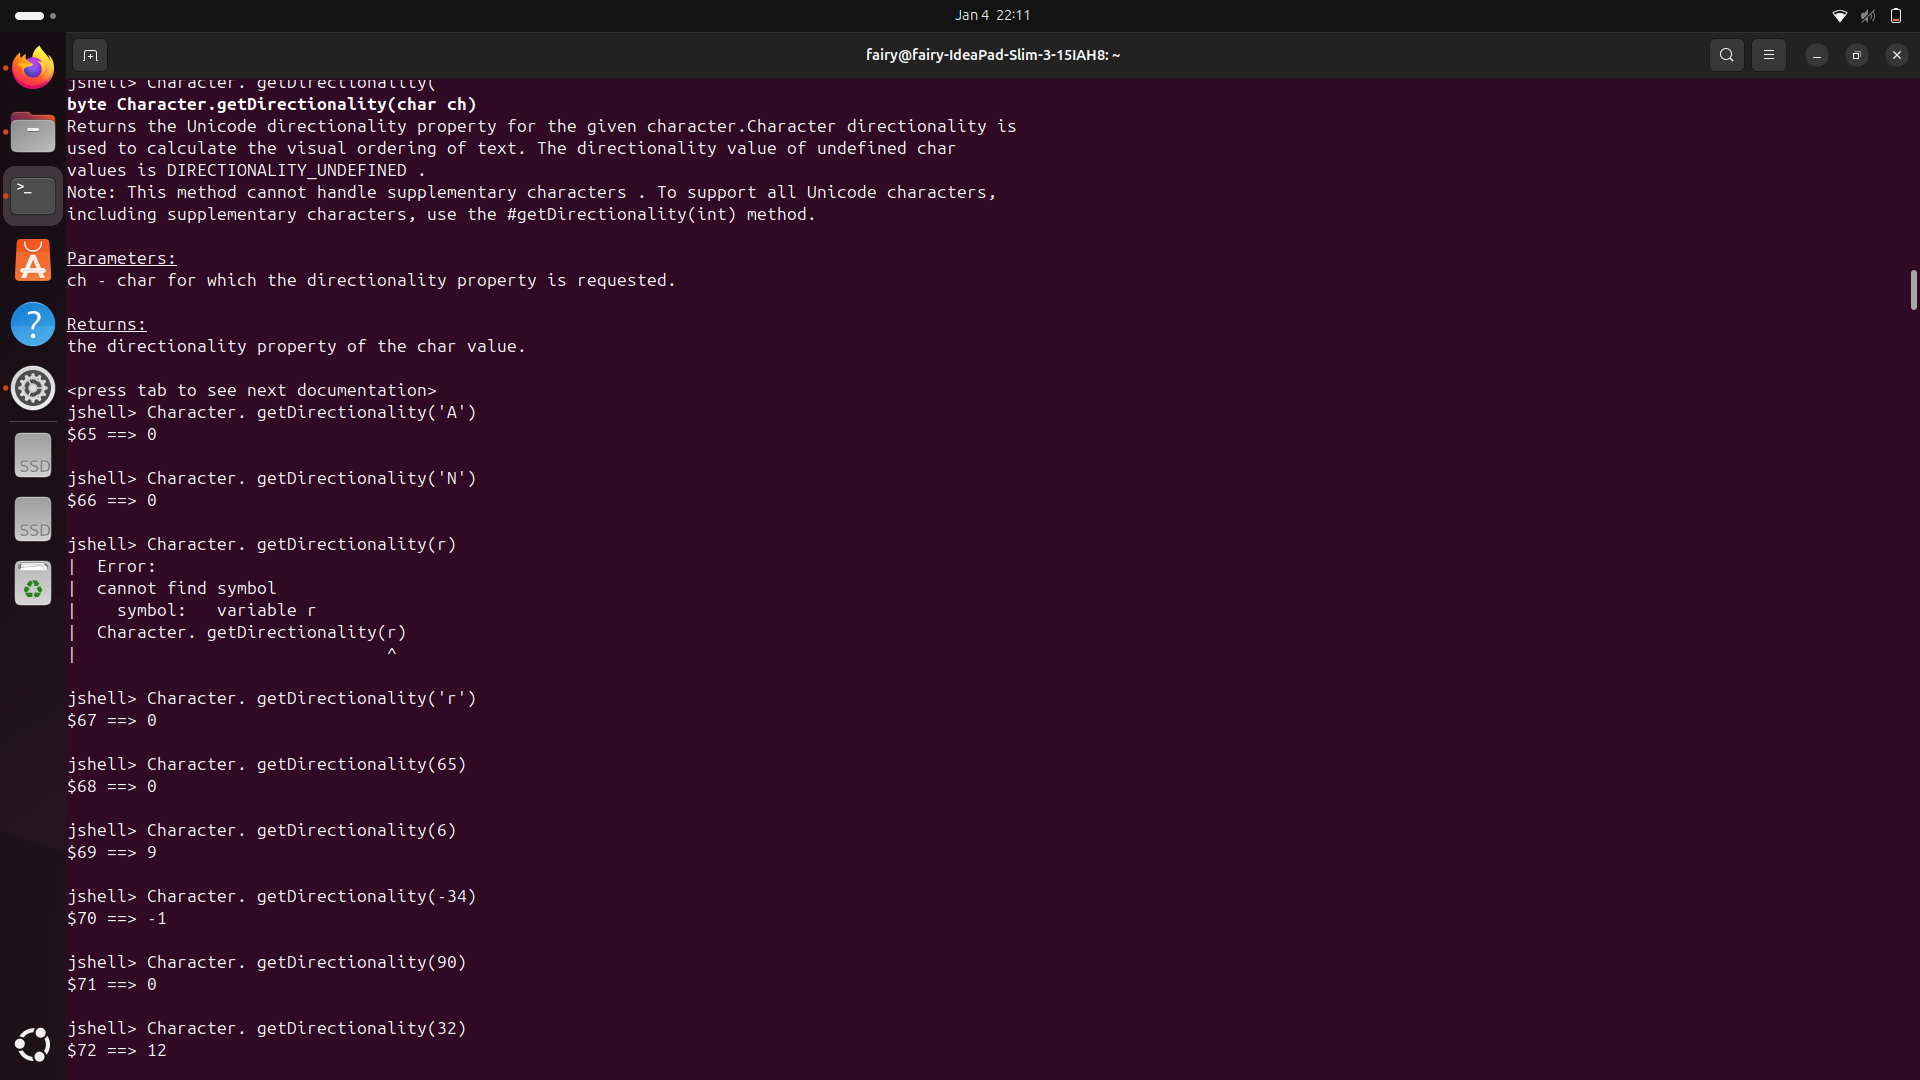 Jan 4 22:11
fairy@fairy-IdeaPad-Slim-3-15IAH8: ~
jshell> Character. getDirectionality(
byte Character.getDirectionality(char ch)
Returns the Unicode directionality property for the given character.Character directionality is
used to calculate the visual ordering of text. The directionality value of undefined char
values is DIRECTIONALITY_UNDEFINED .
Note: This method cannot handle supplementary characters . To support all Unicode characters,
including supplementary characters, use the #getDirectionality(int) method.
Parameters:
ch - char for which the directionality property is requested.
Returns:
the directionality property of the char value.
<press tab to see next documentation>
jshell> Character. getDirectionality('A')
$65 ==> 0
jshell> Character. getDirectionality('N')
$66 ==> 0
jshell> Character. getDirectionality(r)
|  Error:
|  cannot find symbol
|    symbol:   variable r
|  Character. getDirectionality(r)
|                               ^
jshell> Character. getDirectionality('r')
$67 ==> 0
jshell> Character. getDirectionality(65)
$68 ==> 0
jshell> Character. getDirectionality(6)
$69 ==> 9
jshell> Character. getDirectionality(-34)
$70 ==> -1
jshell> Character. getDirectionality(90)
$71 ==> 0
jshell> Character. getDirectionality(32)
$72 ==> 12
SSD
SSD